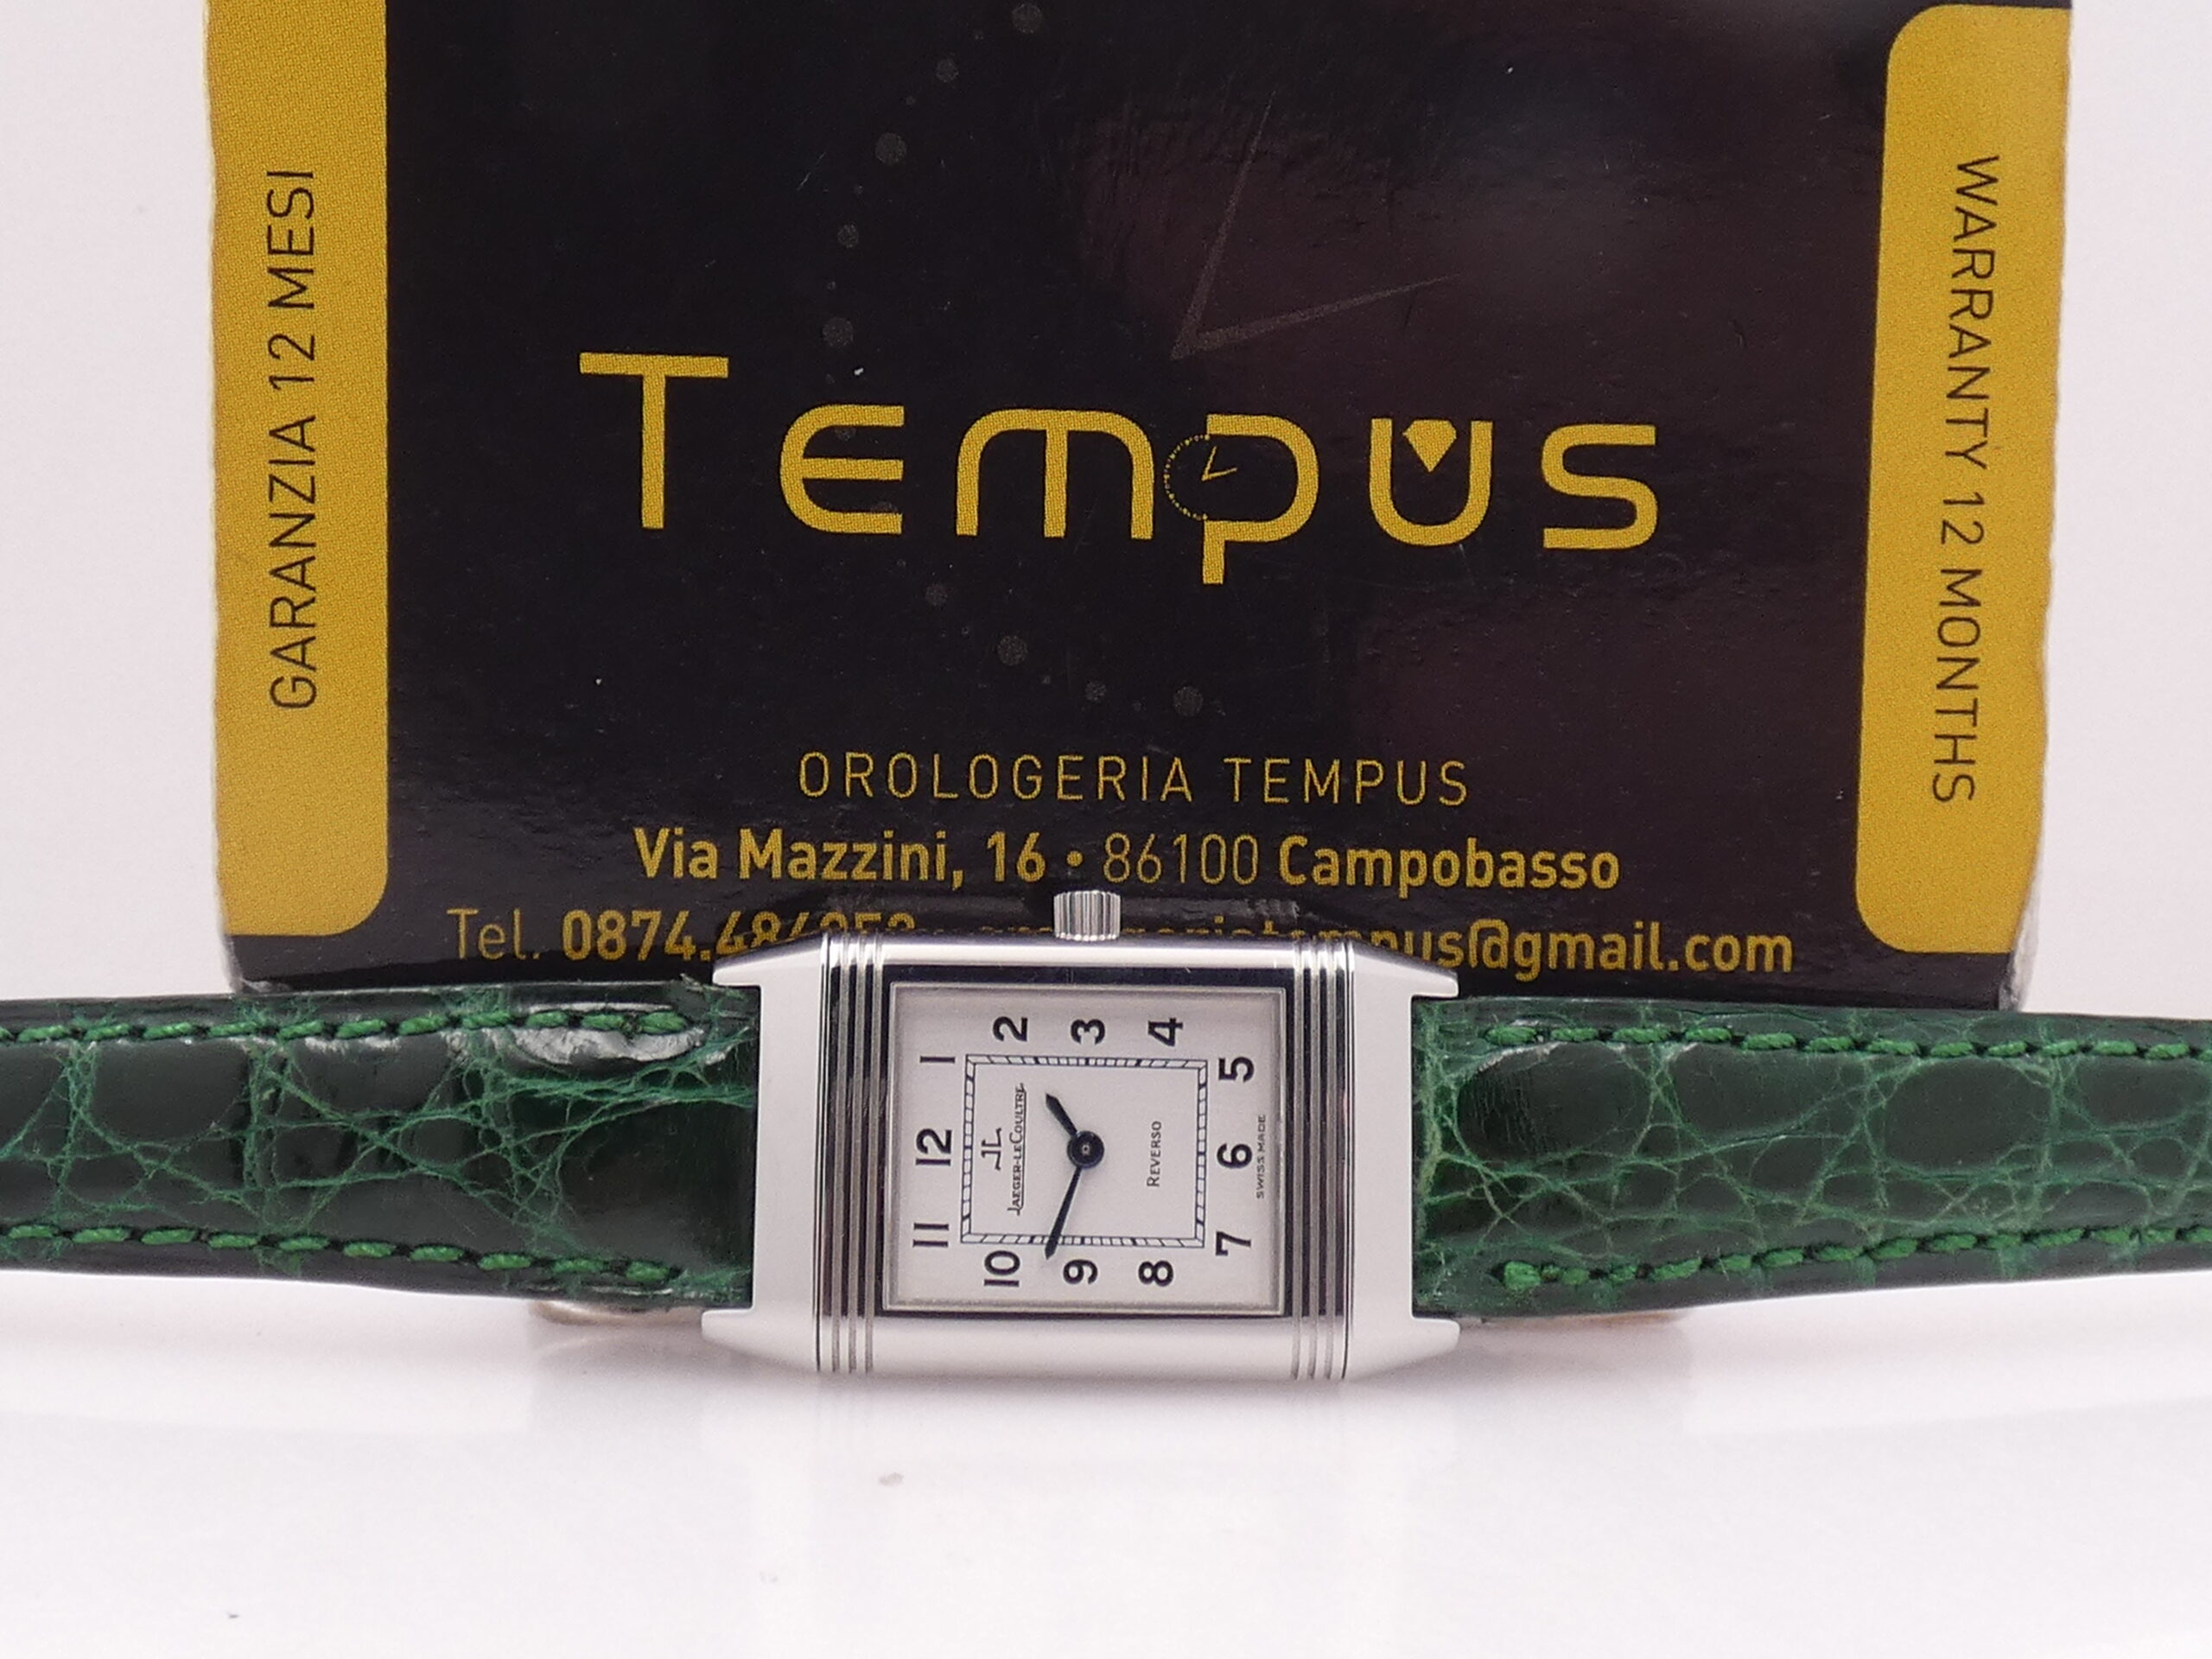 GARANZIA 12 MESI
TEMPUS
WARRANTY 12 MONTHS
OROLOGERIA TEMPUS
Via Mazzini, 16 • 86100 Campobasso
Tel.
12
1
2
3
4
5
6
7
8
9
10
11
JL
JAEGER-LECOULTRE
REVERSO
SWISS MADE